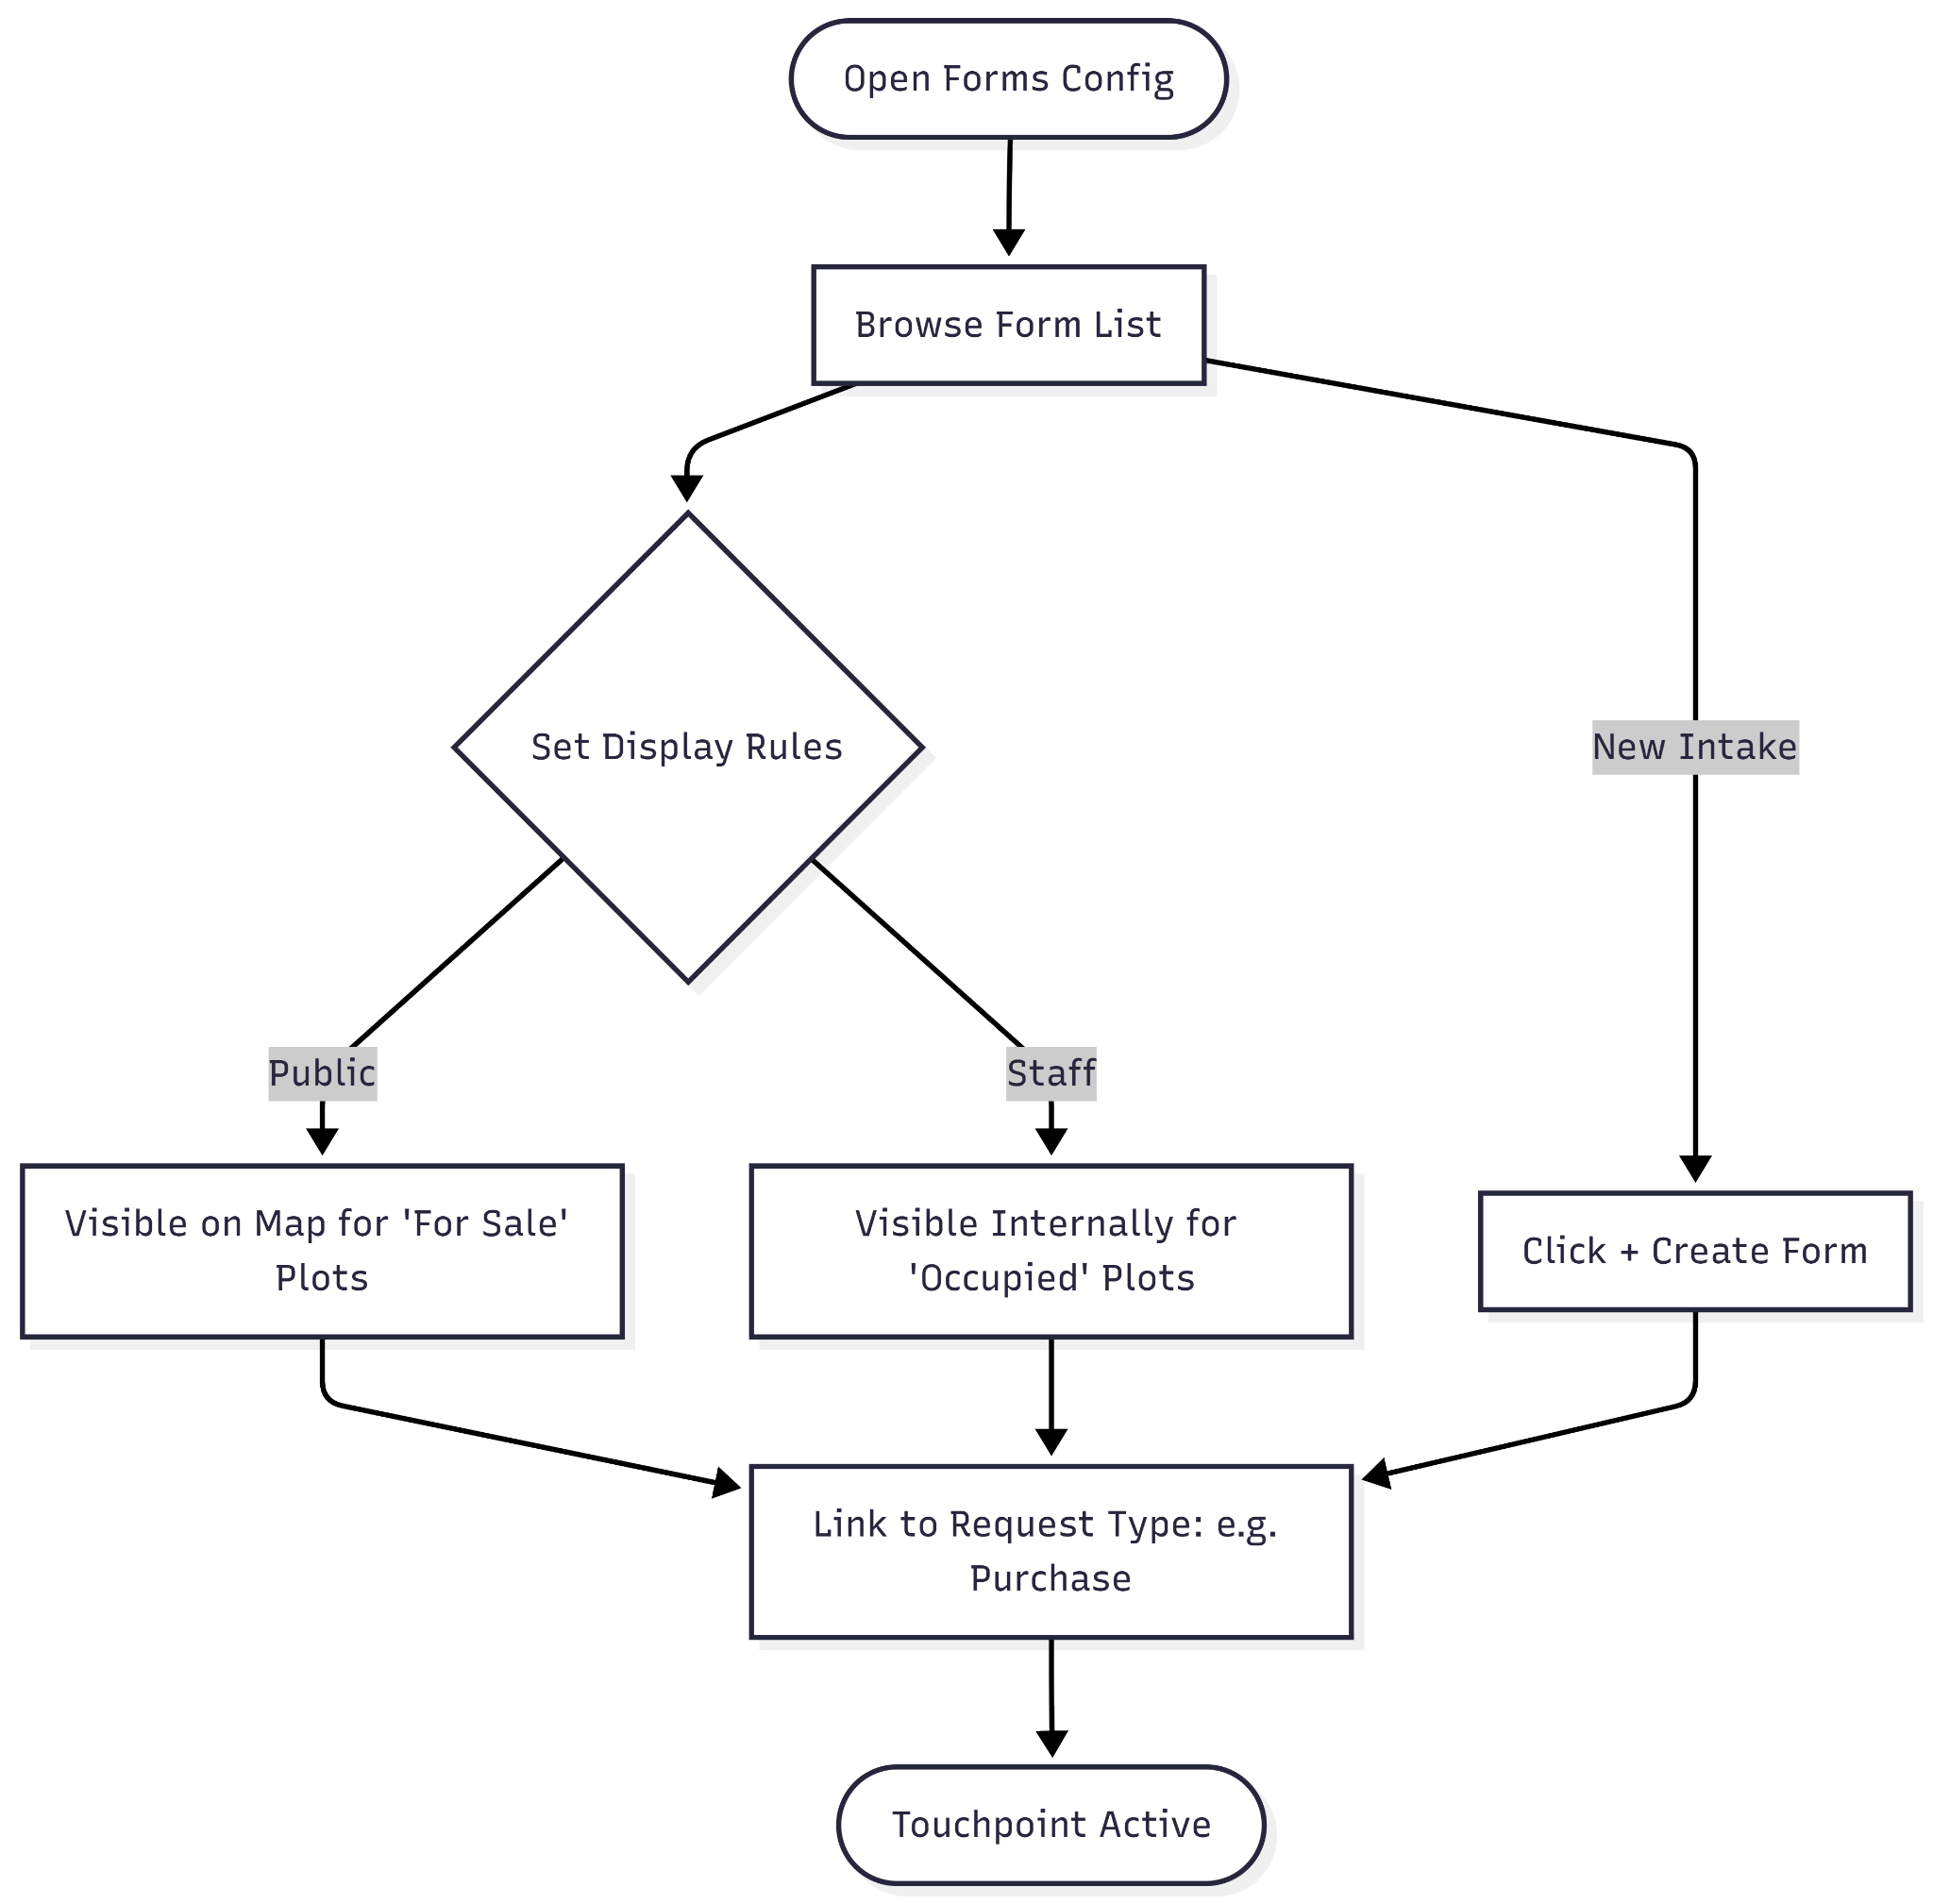 Open Forms Config
Browse Form List
Set Display Rules
New Intake
Public
Staff
Visible on Map for 'For Sale'
Plots
Visible Internally for
'Occupied' Plots
Click + Create Form
Link to Request Type: e.g.
Purchase
Touchpoint Active